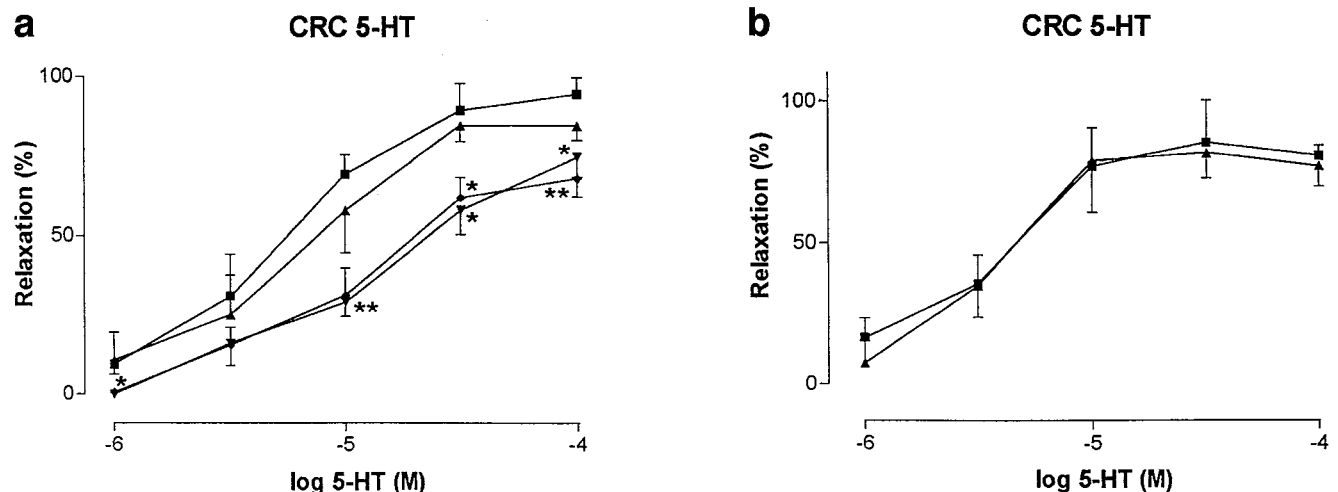 a
CRC 5-HT
100
50
0
Relaxation (%)
*
**
*
*
*
**
-6
-5
-4
log 5-HT (M)
b
CRC 5-HT
100
50
0
Relaxation (%)
-6
-5
-4
log 5-HT (M)